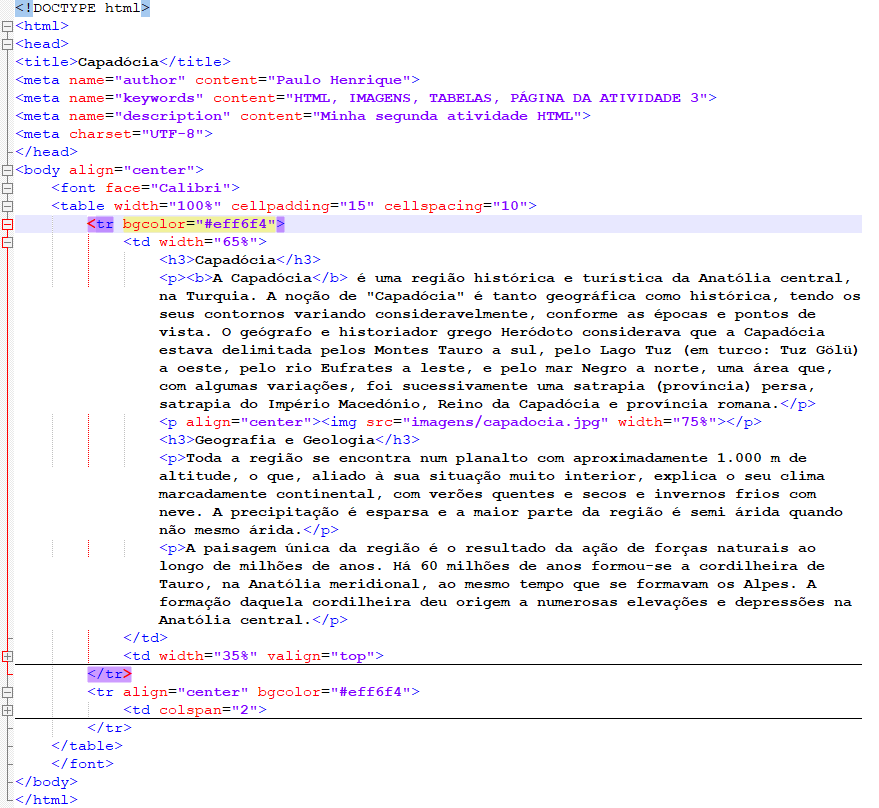 <!DOCTYPE html>
<html>
<head>
<title>Capadócia</title>
<meta name="author" content="Paulo Henrique">
<meta name="keywords" content="HTML, IMAGENS, TABELAS, PÁGINA DA ATIVIDADE 3">
<meta name="description" content="Minha segunda atividade HTML">
<meta charset="UTF-8">
</head>
<body align="center">
<font face="Calibri">
<table width="100%" cellpadding="15" cellspacing="10">
<tr bgcolor="#eff6f4">
<td width="65%">
<h3>Capadócia</h3>
<p><b>A Capadócia</b> é uma região histórica e turística da Anatólia central,
na Turquia. A noção de "Capadócia" é tanto geográfica como histórica, tendo os
seus contornos variando consideravelmente, conforme as épocas e pontos de
vista. O geógrafo e historiador grego Heródoto considerava que a Capadócia
estava delimitada pelos Montes Tauro a sul, pelo Lago Tuz (em turco: Tuz Gölü)
a oeste, pelo rio Eufrates a leste, e pelo mar Negro a norte, uma área que,
com algumas variações, foi sucessivamente uma satrapia (província) persa,
satrapia do Império Macedónio, Reino da Capadócia e província romana.</p>
<p align="center"><img src="imagens/capadocia.jpg" width="75%"></p>
<h3>Geografia e Geologia</h3>
<p>Toda a região se encontra num planalto com aproximadamente 1.000 m de
altitude, o que, aliado à sua situação muito interior, explica o seu clima
marcadamente continental, com verões quentes e secos e invernos frios com
neve. A precipitação é esparsa e a maior parte da região é semi árida quando
não mesmo árida.</p>
<p>A paisagem única da região é o resultado da ação de forças naturais ao
longo de milhões de anos. Há 60 milhões de anos formou-se a cordilheira de
Tauro, na Anatólia meridional, ao mesmo tempo que se formavam os Alpes. A
formação daquela cordilheira deu origem a numerosas elevações e depressões na
Anatólia central.</p>
</td>
<td width="35%" valign="top">
</tr>
<tr align="center" bgcolor="#eff6f4">
<td colspan="2">
</tr>
</table>
</font>
</body>
</html>